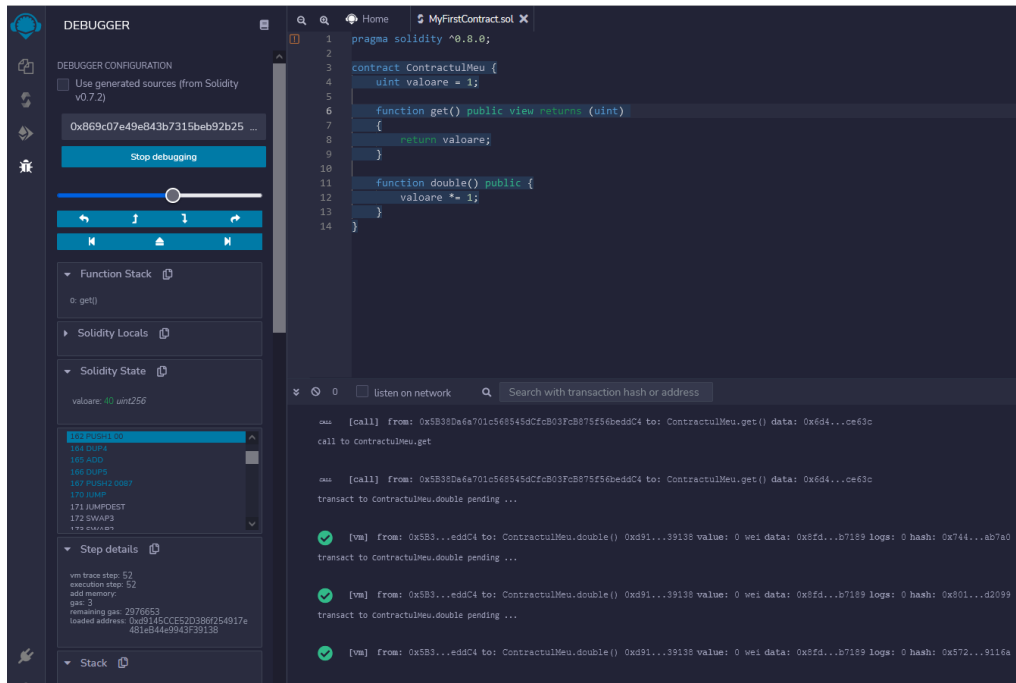 DEBUGGER
DEBUGGER CONFIGURATION
Use generated sources (from Solidity
v0.7.2)
0x869c07e49e843b7315beb92b25 ...
Stop debugging
Function Stack
0: get()
Solidity Locals
Solidity State
valoare: 40 uint256
162 PUSH1 00
164 DUP4
165 ADD
166 DUP5
167 PUSH2 0087
170 JUMP
171 JUMPDEST
172 SWAP3
Step details
vm trace step: 52
execution step: 52
add memory:
gas: 3
remaining gas: 2976653
loaded address: 0xd9145CCE52D386f254917e
481eB44e9943F39138
Stack
Home
MyFirstContract.sol
1 pragma solidity ^0.8.0;
2
3 contract ContractulMeu {
4 uint valoare = 1;
5
6 function get() public view returns (uint)
7 {
8 return valoare;
9 }
10
11 function double() public {
12 valoare *= 1;
13 }
14 }
0
listen on network
Search with transaction hash or address
CALL [call] from: 0x5B38Da6a701c568545dCfcB03FcB875f56beddC4 to: ContractulMeu.get() data: 0x6d4...ce63c
call to ContractulMeu.get
CALL [call] from: 0x5B38Da6a701c568545dCfcB03FcB875f56beddC4 to: ContractulMeu.get() data: 0x6d4...ce63c
transact to ContractulMeu.double pending ...
[vm] from: 0x5B3...eddC4 to: ContractulMeu.double() 0xd91...39138 value: 0 wei data: 0x8fd...b7189 logs: 0 hash: 0x744...ab7a0
transact to ContractulMeu.double pending ...
[vm] from: 0x5B3...eddC4 to: ContractulMeu.double() 0xd91...39138 value: 0 wei data: 0x8fd...b7189 logs: 0 hash: 0x801...d2099
transact to ContractulMeu.double pending ...
[vm] from: 0x5B3...eddC4 to: ContractulMeu.double() 0xd91...39138 value: 0 wei data: 0x8fd...b7189 logs: 0 hash: 0x572...9116a